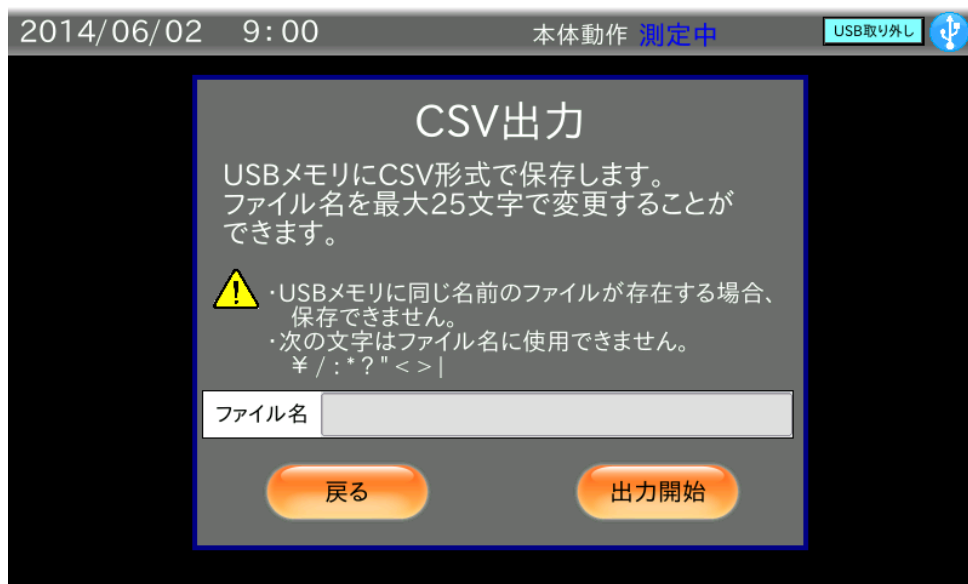 2014/06/02 9:00 本体動作 測定中 USB取り外し
CSV出力
USBメモリにCSV形式で保存します。
ファイル名を最大25文字で変更することが
できます。
・USBメモリに同じ名前のファイルが存在する場合、
保存できません。
・次の文字はファイル名に使用できません。
¥ / : * ? " < > |
ファイル名
戻る 出力開始